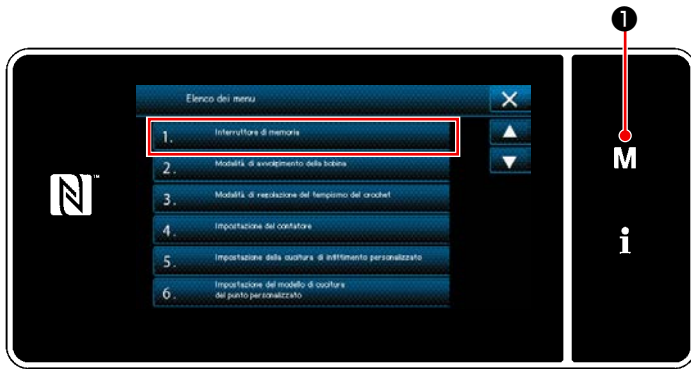 ❶
Elenco dei menu
1. Interruttore di memoria
2. Modalità di avvolgimento della bobina
3. Modalità di regolazione del tempismo del crochet
4. Impostazione del contatore
5. Impostazione della cucitura di infittimento personalizzato
6. Impostazione del modello di cucitura
del punto personalizzato
M
N
i